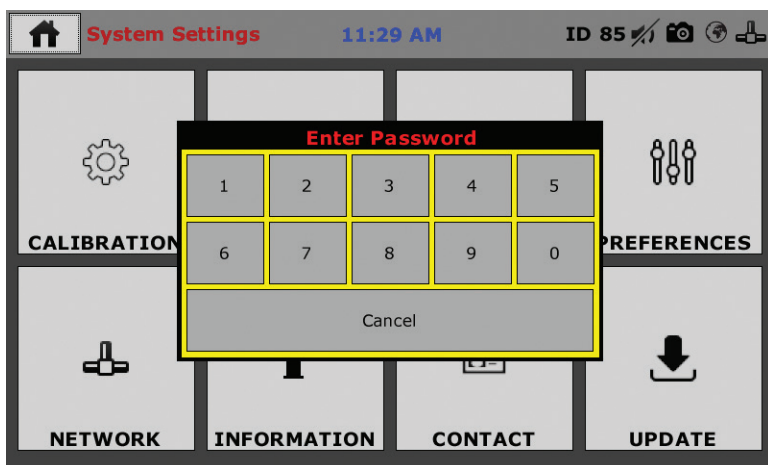 System Settings 11:29 AM ID 85
Enter Password
1 2 3 4 5
CALIBRATION PREFERENCES
6 7 8 9 0
Cancel
NETWORK INFORMATION CONTACT UPDATE